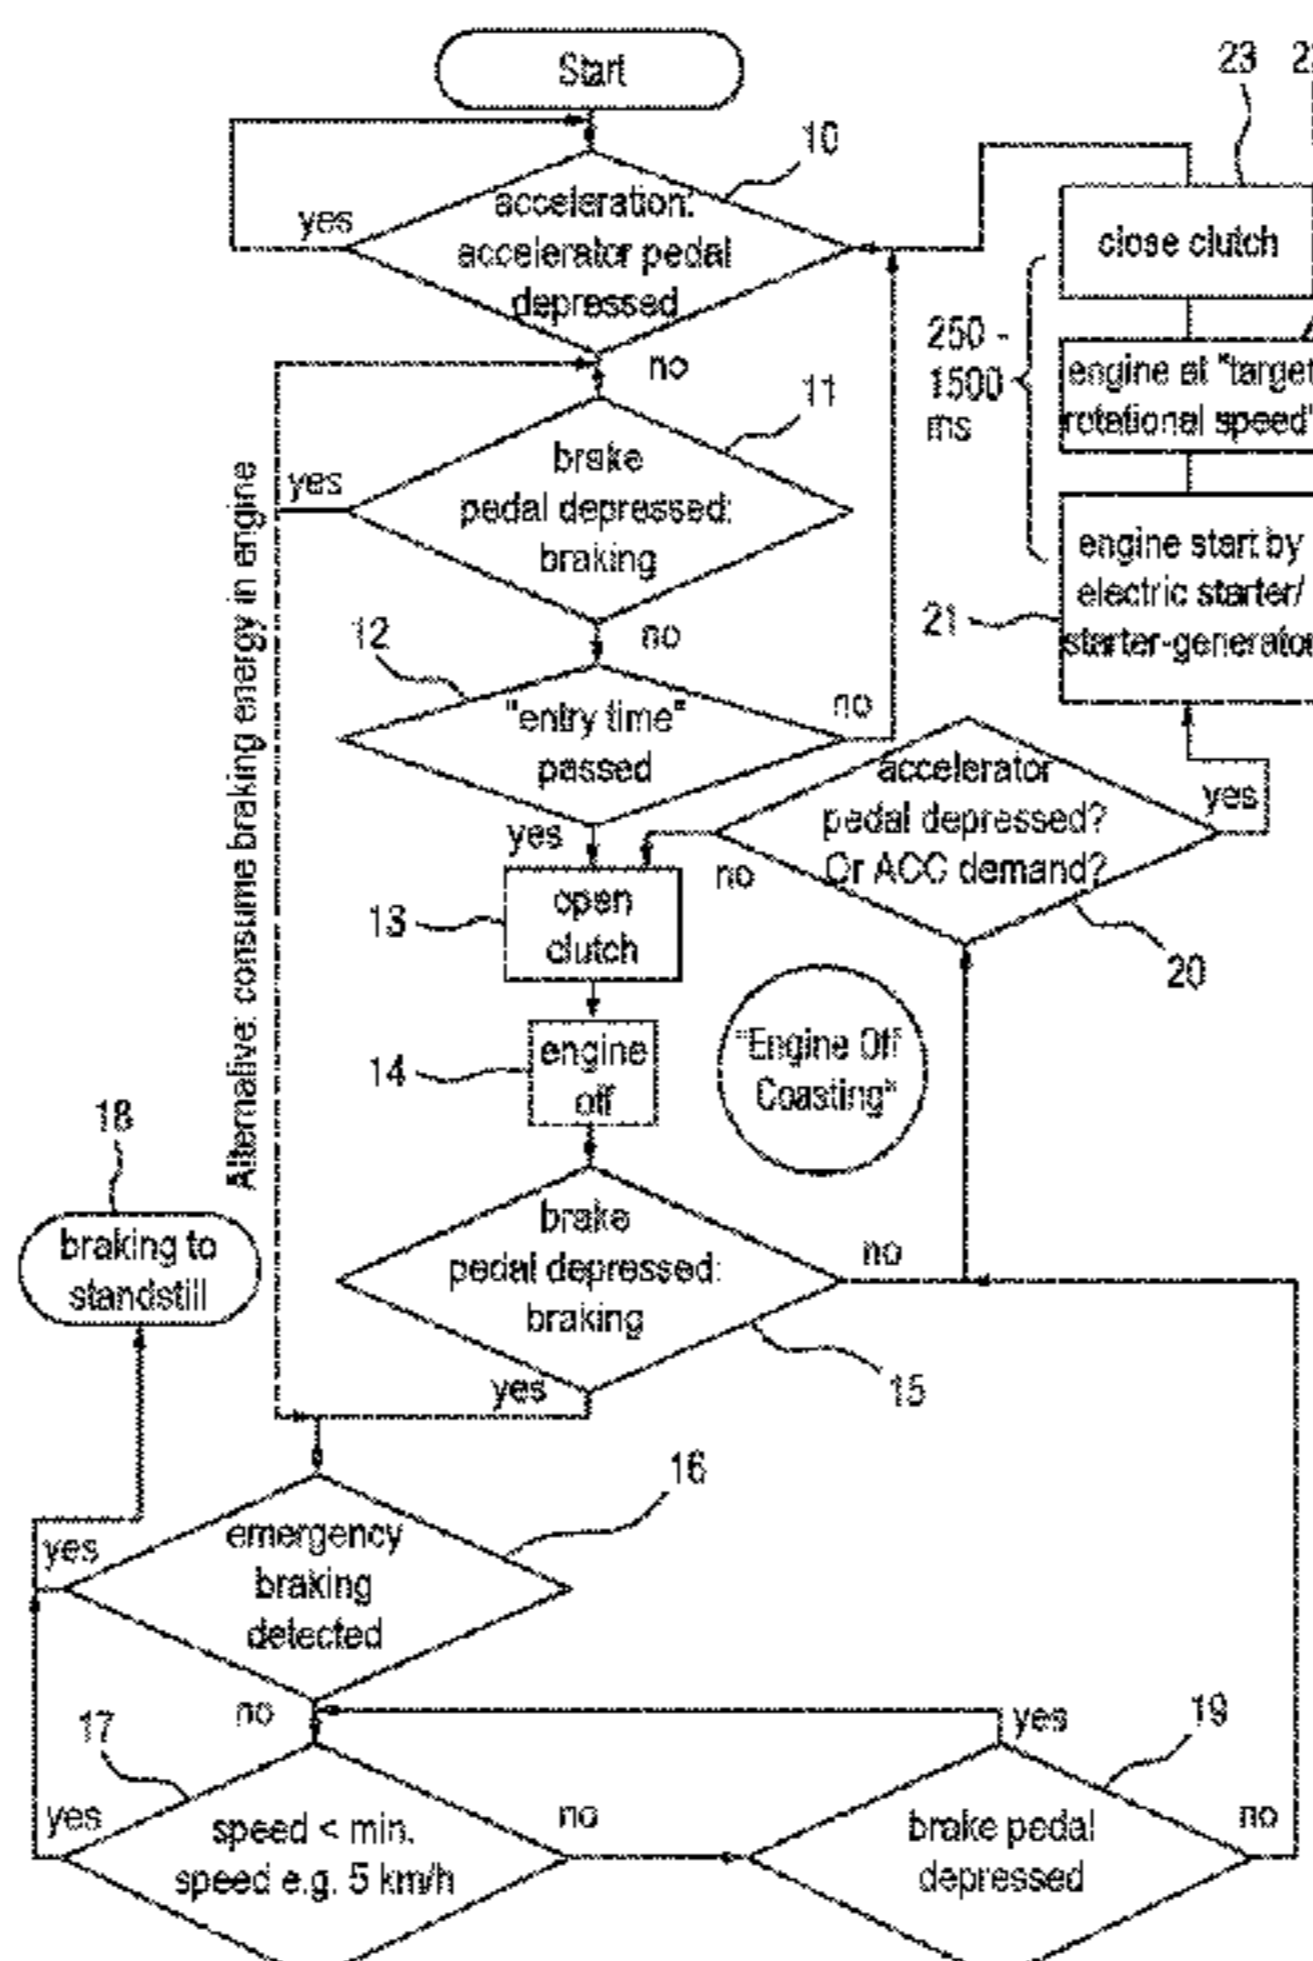 Start
23
22
10
yes
acceleration:
accelerator pedal
depressed
close clutch
no
250 -
1500
ms
engine at "target
rotational speed"
11
yes
brake
pedal depressed:
braking
engine start by
electric starter/
starter-generator
21
no
12
"entry time"
passed
no
yes
accelerator
pedal depressed?
Or ACC demand?
yes
no
20
13
open
clutch
Alternative: consume braking energy in engine
14
engine
off
"Engine Off
Coasting"
18
braking to
standstill
brake
pedal depressed:
braking
no
yes
15
16
yes
emergency
braking
detected
no
17
yes
speed < min.
speed e.g. 5 km/h
no
yes
19
brake pedal
depressed
no